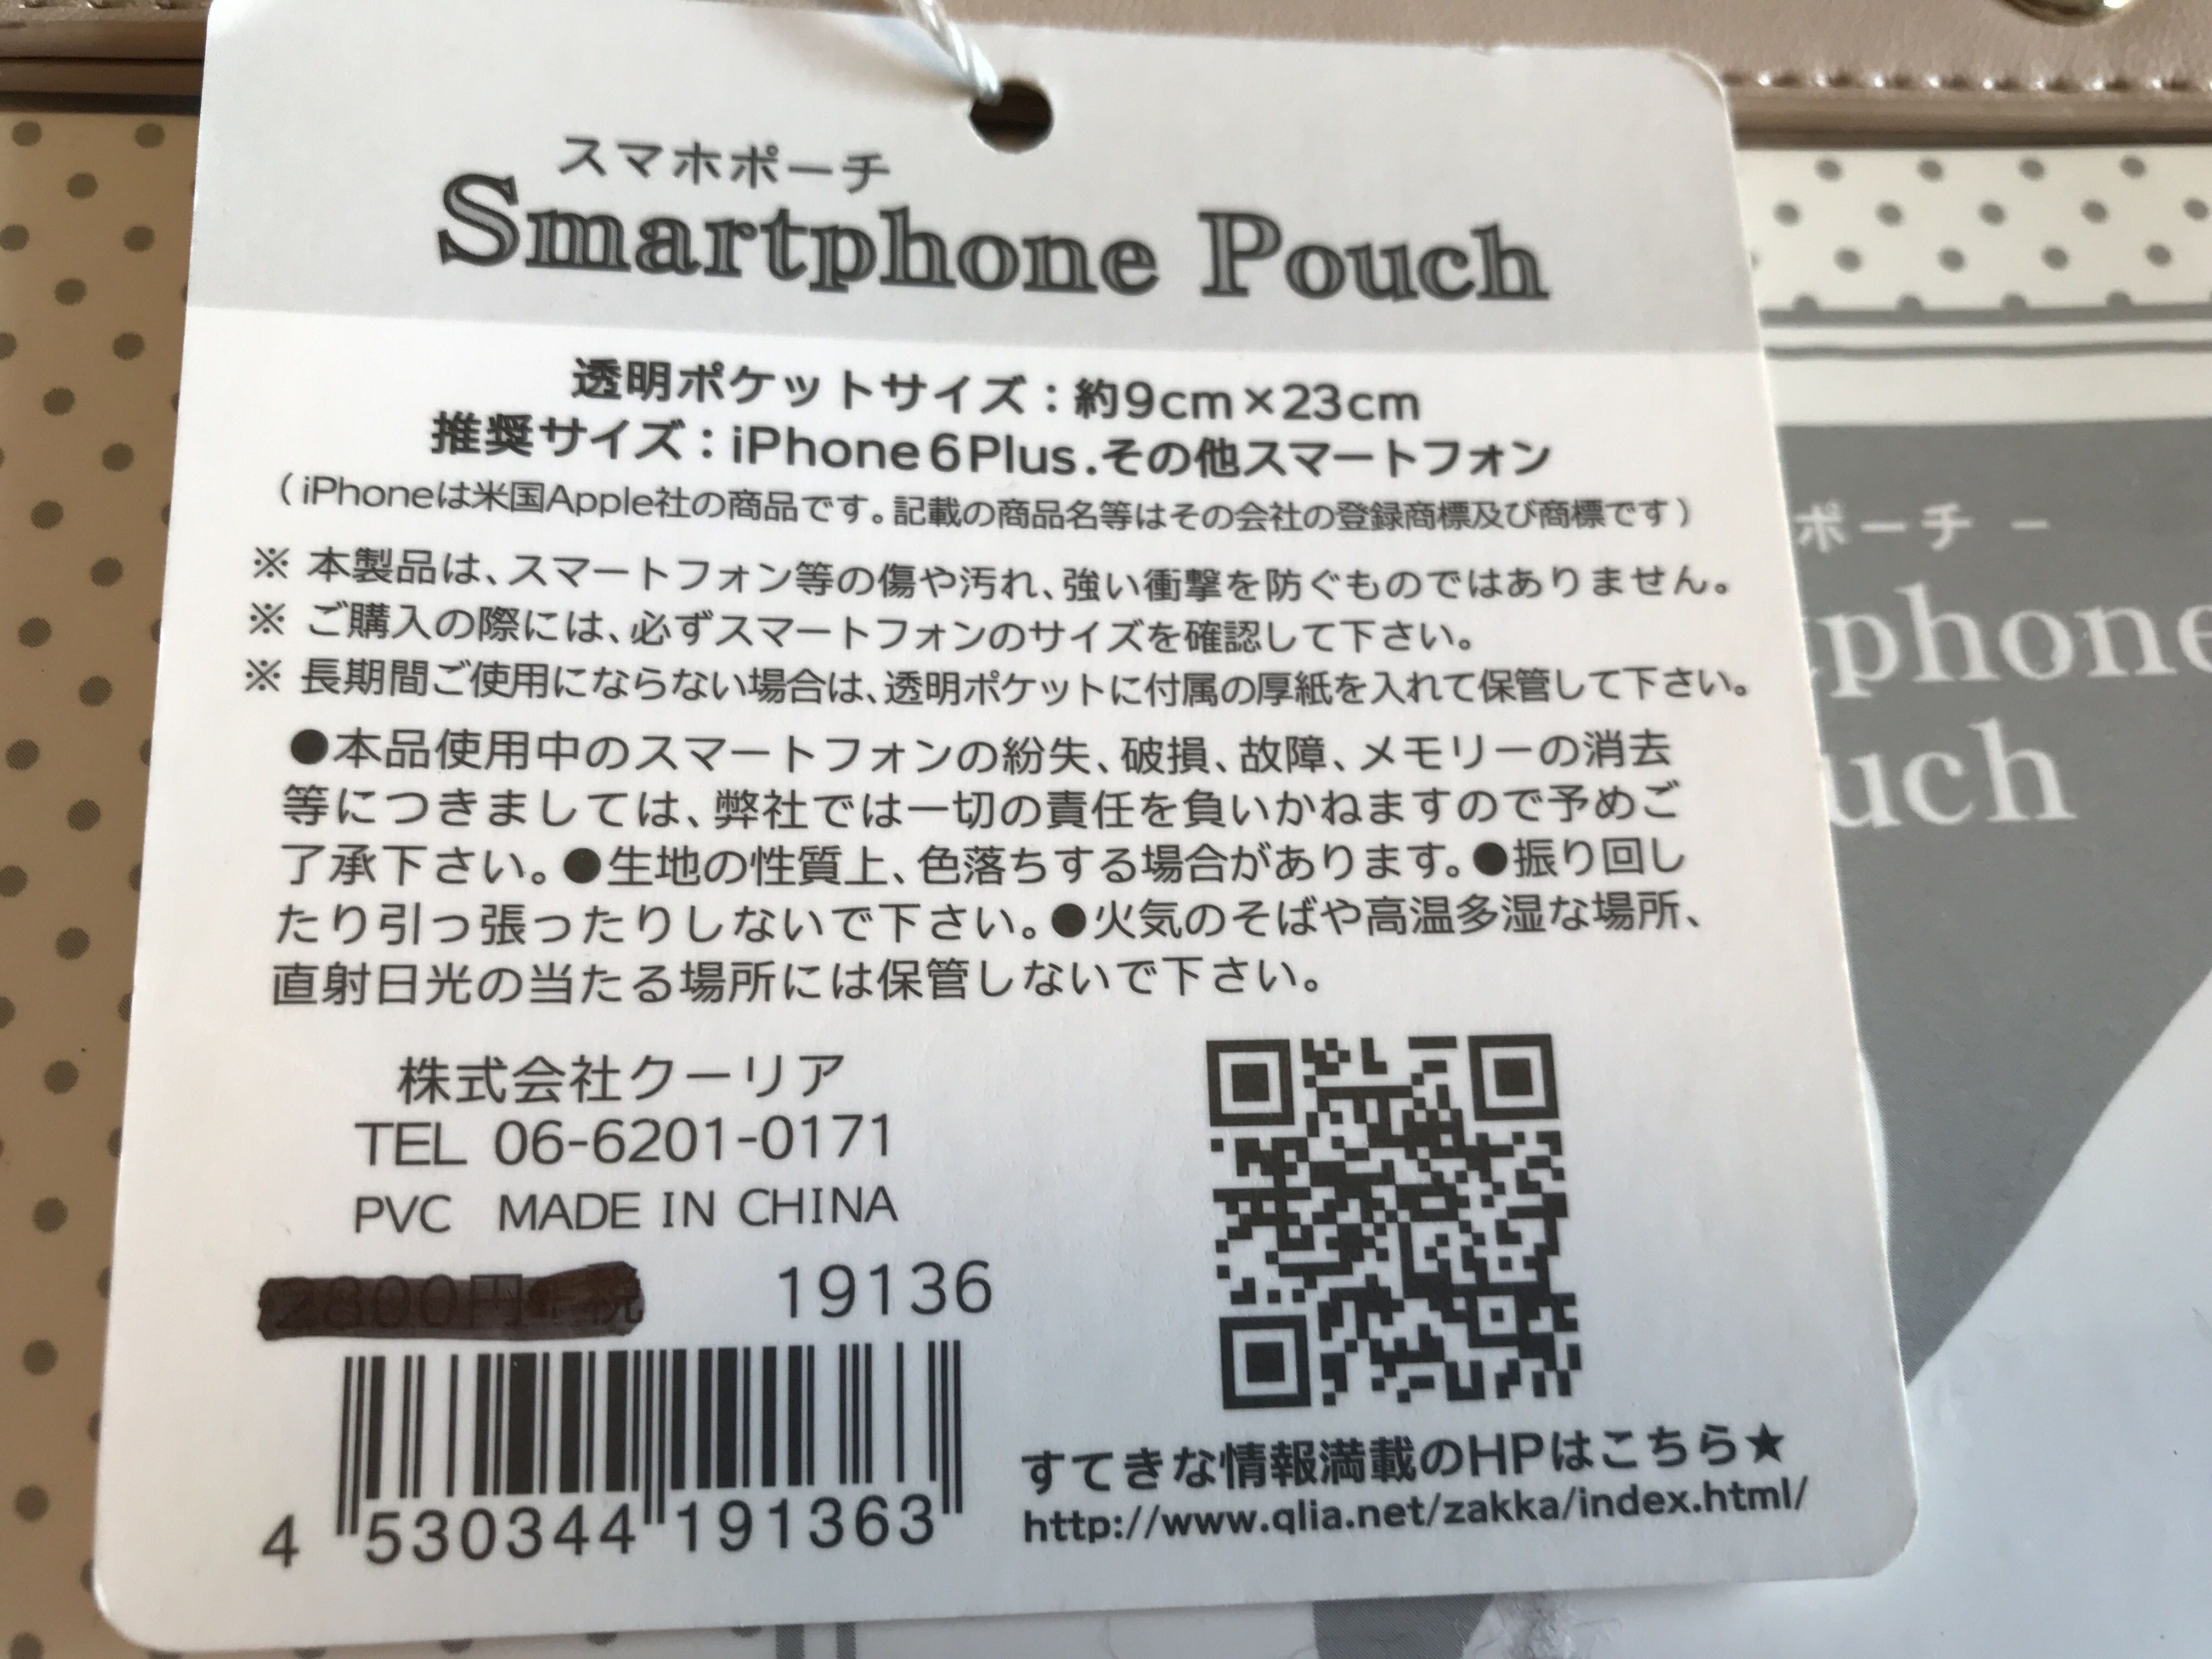 スマホポーチ
Smartphone Pouch
透明ポケットサイズ：約9cm×23cm
推奨サイズ：iPhone6Plus.その他スマートフォン
（iPhoneは米国Apple社の商品です。記載の商品名等はその会社の登録商標及び商標です）
※ 本製品は、スマートフォン等の傷や汚れ、強い衝撃を防ぐものではありません。
※ ご購入の際には、必ずスマートフォンのサイズを確認して下さい。
※ 長期間ご使用にならない場合は、透明ポケットに付属の厚紙を入れて保管して下さい。
●本品使用中のスマートフォンの紛失、破損、故障、メモリーの消去
等につきましては、弊社では一切の責任を負いかねますので予めご
了承下さい。●生地の性質上、色落ちする場合があります。●振り回し
たり引っ張ったりしないで下さい。●火気のそばや高温多湿な場所、
直射日光の当たる場所には保管しないで下さい。
株式会社クーリア
TEL 06-6201-0171
PVC MADE IN CHINA
2800円+税 19136
4 530344 191363
すてきな情報満載のHPはこちら★
http://www.qlia.net/zakka/index.html/
ポーチ －
phone
uch